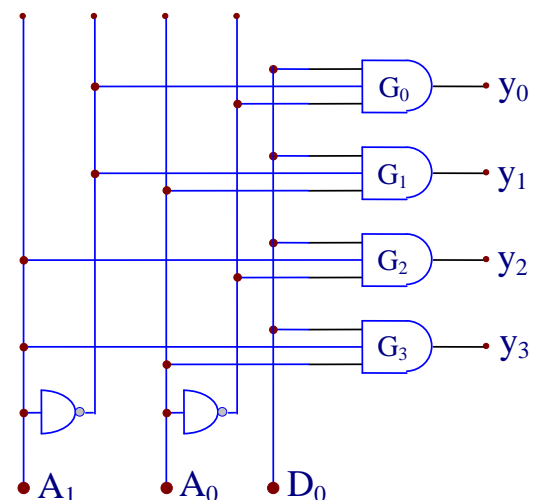 G₀ y₀
G₁ y₁
G₂ y₂
G₃ y₃
A₁ A₀ D₀